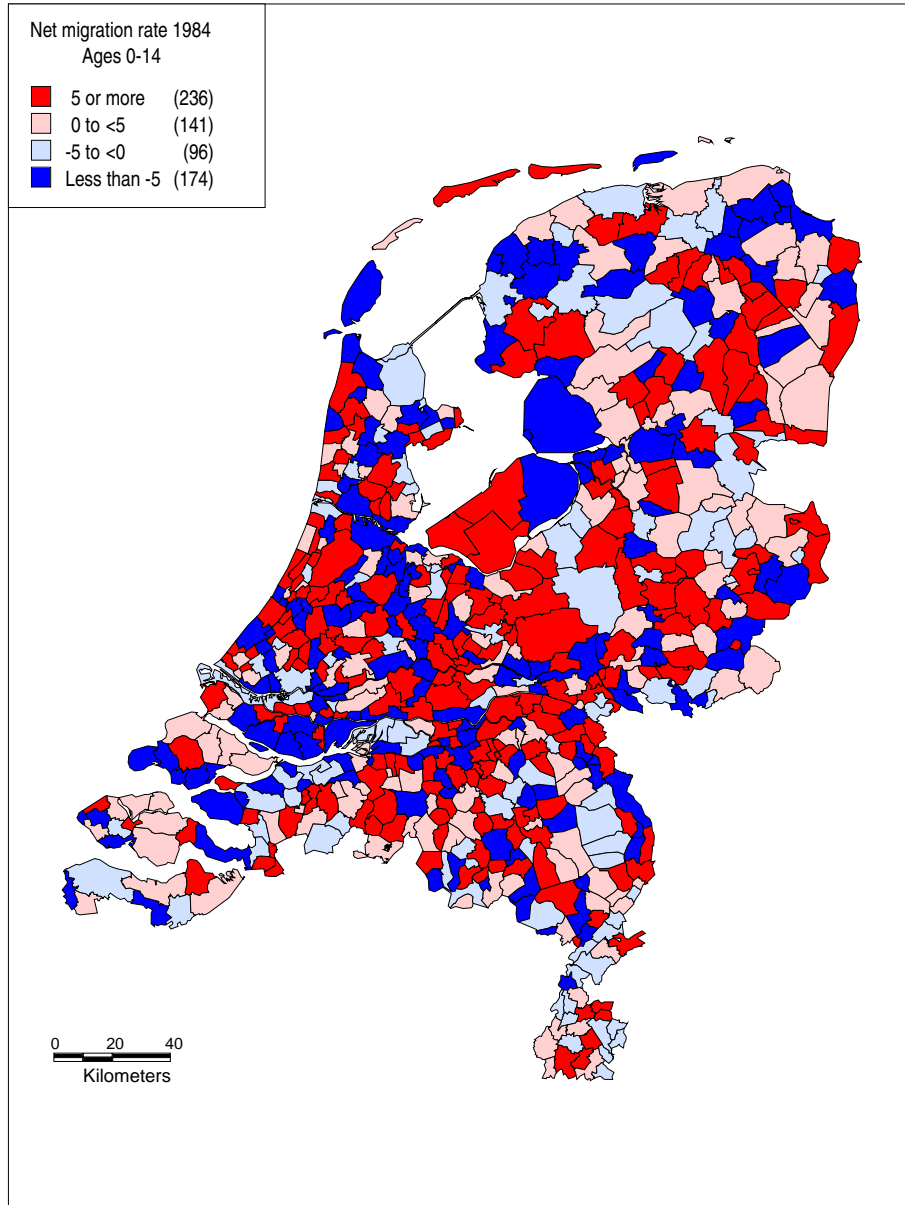 Net migration rate 1984
Ages 0-14
5 or more (236)
0 to <5 (141)
-5 to <0 (96)
Less than -5 (174)
0 20 40
Kilometers